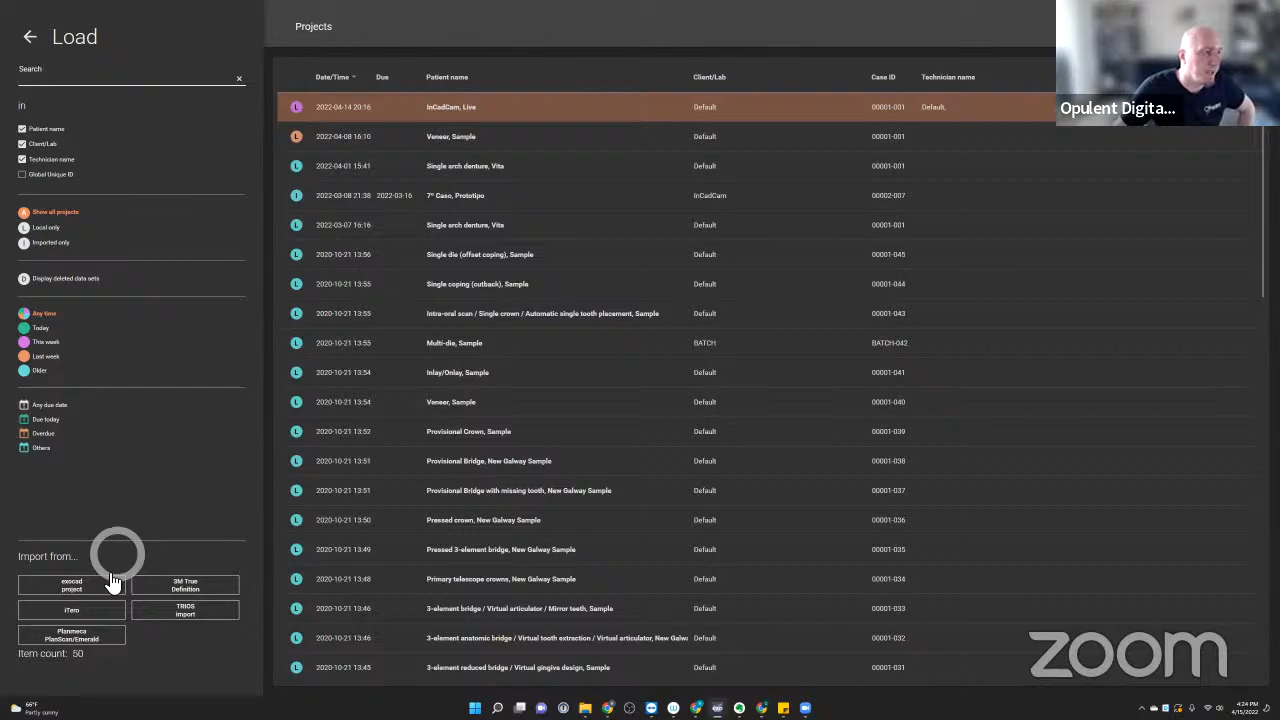 Load
Search
in
Patient name
Client/Lab
Technician name
Global Unique ID
A Show all projects
L Local only
I Imported only
D Display deleted data sets
Any time
Today
This week
Last week
Older
Any due date
Due today
Overdue
Others
Import from...
exocad
project
3M True
Definition
iTero
TRIOS
import
Planmeca
PlanScan/Emerald
Item count: 50
Projects
Date/Time Due Patient name Client/Lab Case ID Technician name
L 2022-04-14 20:16 InCadCam, Live Default 00001-001 Default,
L 2022-04-08 16:10 Veneer, Sample Default 00001-001
L 2022-04-01 15:41 Single arch denture, Vita Default 00001-001
I 2022-03-08 21:38 2022-03-16 7º Caso, Prototipo InCadCam 00002-007
L 2022-03-07 16:16 Single arch denture, Vita Default 00001-001
L 2020-10-21 13:56 Single die (offset coping), Sample Default 00001-045
L 2020-10-21 13:55 Single coping (cutback), Sample Default 00001-044
L 2020-10-21 13:55 Intra-oral scan / Single crown / Automatic single tooth placement, Sample Default 00001-043
L 2020-10-21 13:55 Multi-die, Sample BATCH BATCH-042
L 2020-10-21 13:54 Inlay/Onlay, Sample Default 00001-041
L 2020-10-21 13:54 Veneer, Sample Default 00001-040
L 2020-10-21 13:52 Provisional Crown, Sample Default 00001-039
L 2020-10-21 13:51 Provisional Bridge, New Galway Sample Default 00001-038
L 2020-10-21 13:51 Provisional Bridge with missing tooth, New Galway Sample Default 00001-037
L 2020-10-21 13:50 Pressed crown, New Galway Sample Default 00001-036
L 2020-10-21 13:49 Pressed 3-element bridge, New Galway Sample Default 00001-035
L 2020-10-21 13:48 Primary telescope crowns, New Galway Sample Default 00001-034
L 2020-10-21 13:46 3-element bridge / Virtual articulator / Mirror teeth, Sample Default 00001-033
L 2020-10-21 13:46 3-element anatomic bridge / Virtual tooth extraction / Virtual articulator, New Galwa Default 00001-032
L 2020-10-21 13:45 3-element reduced bridge / Virtual gingiva design, Sample Default 00001-031
Opulent Digita...
zoom
66°F
Partly sunny
4:24 PM
4/15/2022